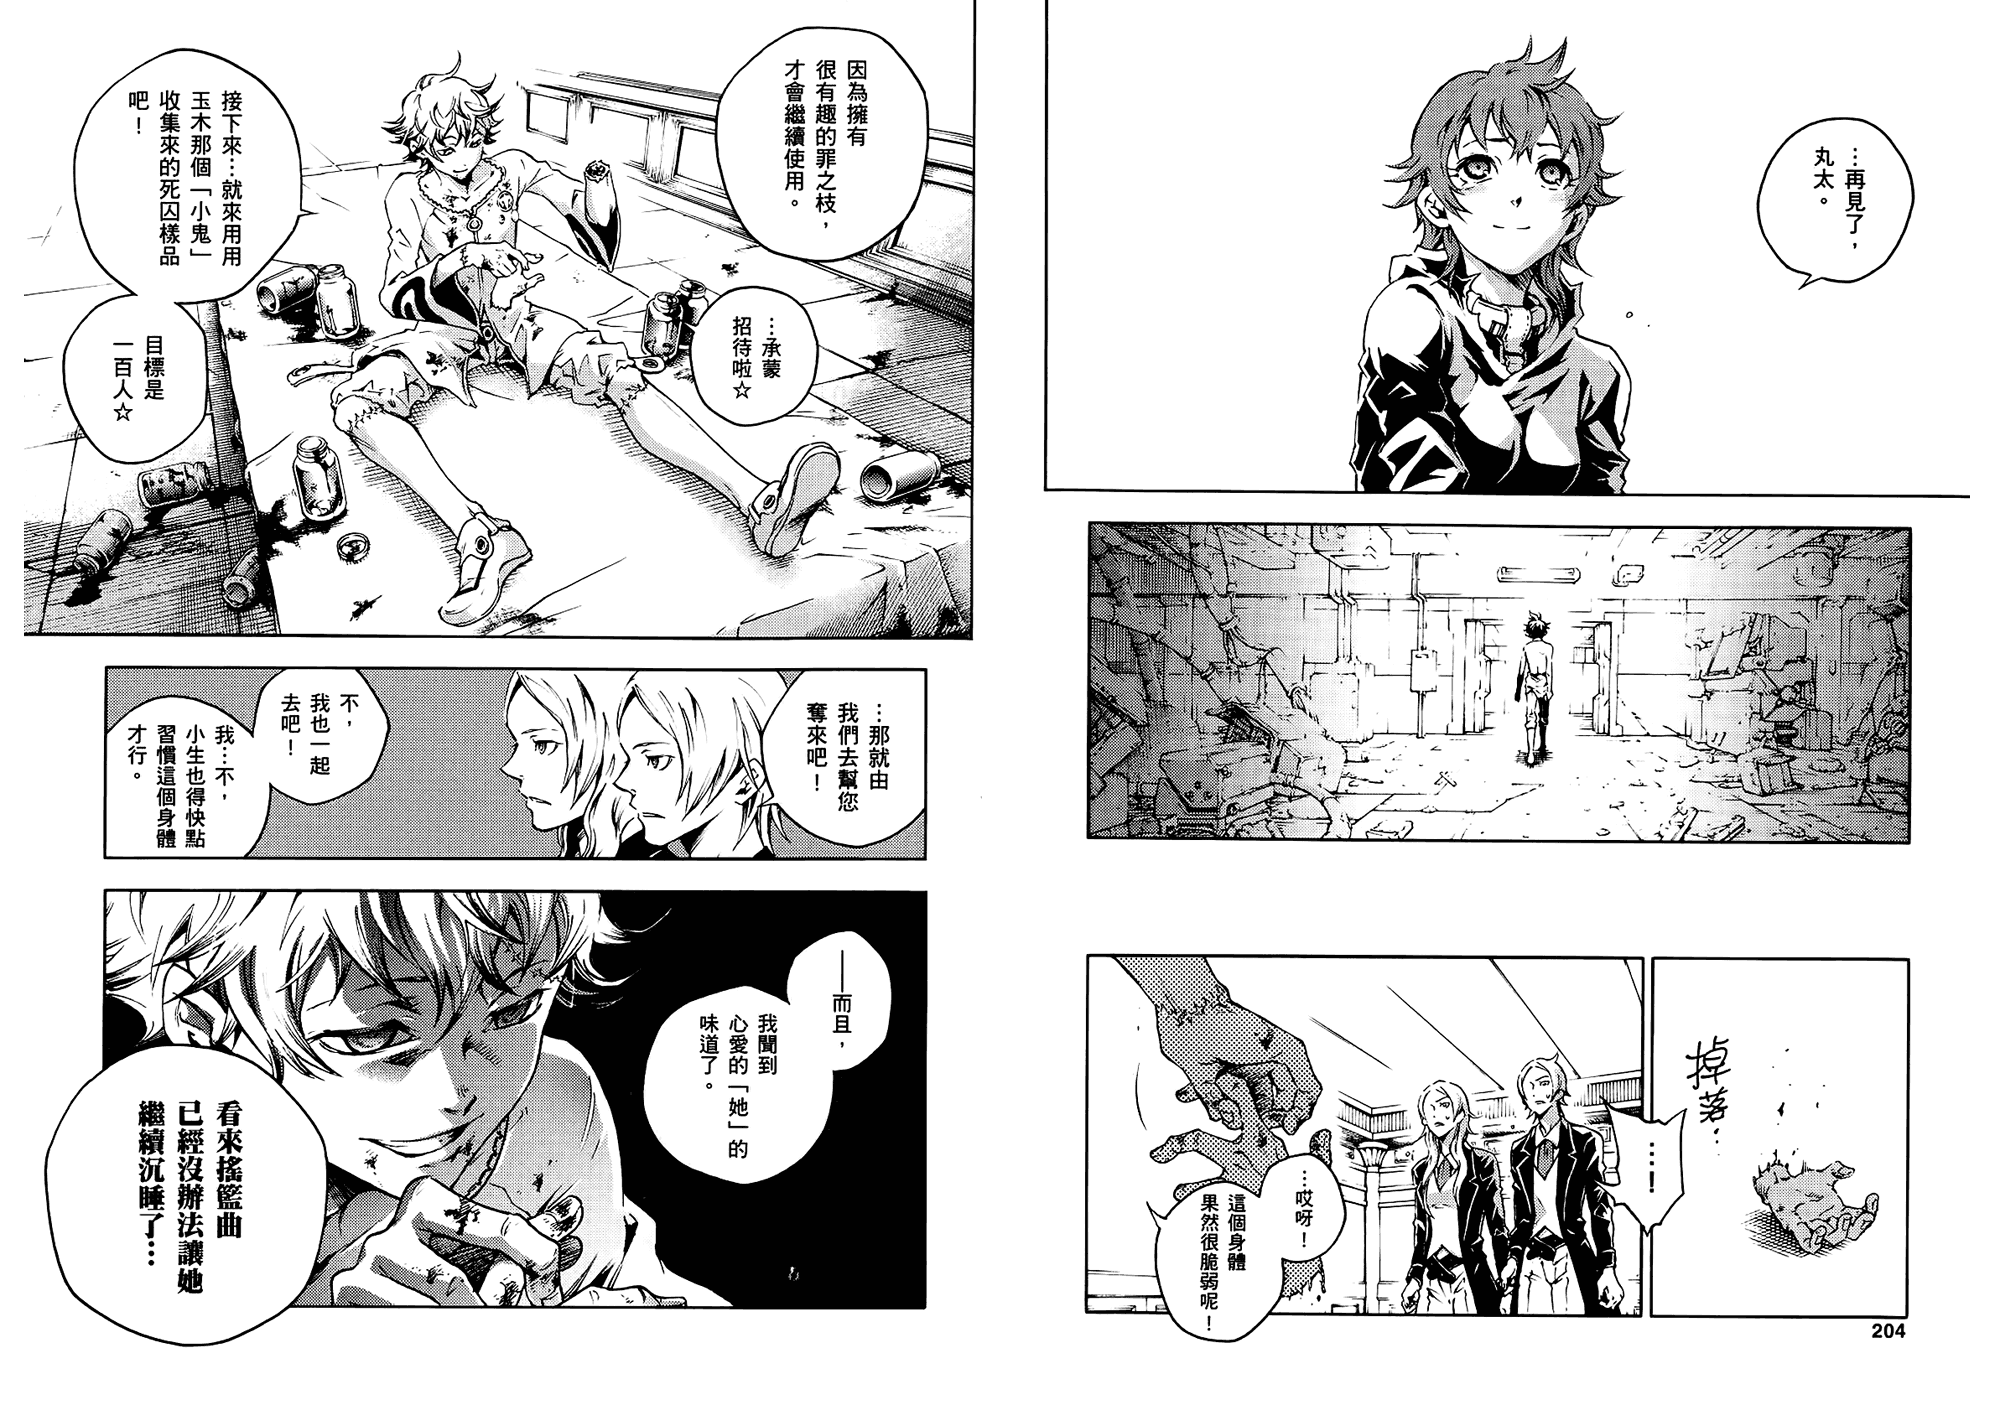 …再見了，
丸太。
掉落…
…！
…哎呀！
這個身體
果然很脆弱呢！
204
因為擁有
很有趣的罪之枝，
才會繼續使用。
…承蒙
招待啦☆
接下來…就來用用
玉木那個「小鬼」
收集來的死囚樣品
吧！
目標是
一百人☆
…那就由
我們去幫您
奪來吧！
不，
我也一起
去吧！
我…不，
小生也得快點
習慣這個身體
才行。
——而且，
我聞到
心愛的「她」的
味道了。
看來搖籃曲
已經沒辦法讓她
繼續沉睡了…